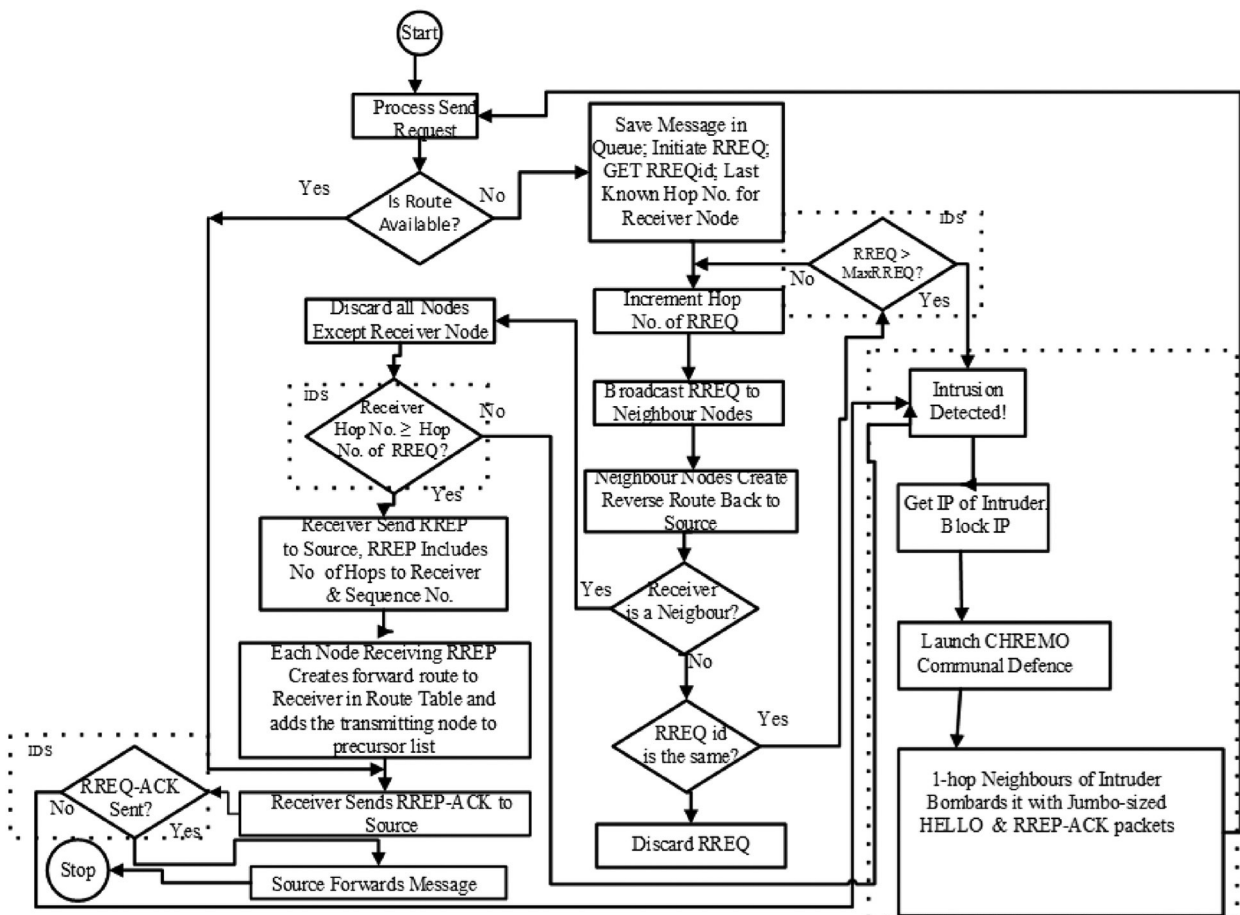 Start
Process Send
Request
Yes
Is Route
Available?
No
Save Message in
Queue; Initiate RREQ;
GET RREQid; Last
Known Hop No. for
Receiver Node
IDS
RREQ >
MaxRREQ?
No
Yes
Increment Hop
No. of RREQ
Discard all Nodes
Except Receiver Node
Broadcast RREQ to
Neighbour Nodes
Intrusion
Detected!
IDS
Receiver
Hop No. ≥ Hop
No. of RREQ?
No
Yes
Neighbour Nodes Create
Reverse Route Back to
Source
Get IP of Intruder.
Block IP
Receiver Send RREP
to Source, RREP Includes
No of Hops to Receiver
& Sequence No.
Yes
Receiver
is a Neigbour?
No
Launch CHREMO
Communal Defence
Each Node Receiving RREP
Creates forward route to
Receiver in Route Table and
adds the transmitting node to
precursor list
RREQ id
is the same?
Yes
IDS
RREQ-ACK
Sent?
No
Yes
Receiver Sends RREP-ACK to
Source
1-hop Neighbours of Intruder
Bombards it with Jumbo-sized
HELLO & RREP-ACK packets
Discard RREQ
Stop
Source Forwards Message